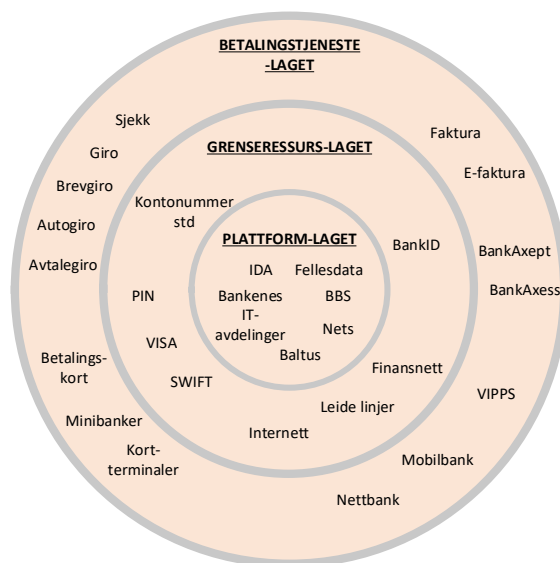 BETALINGSTJENESTE
-LAGET
Sjekk
Giro
Brevgiro
Autogiro
Avtalegiro
Betalings-
kort
Minibanker
Kort-
terminaler
Faktura
E-faktura
BankAxept
BankAxess
VIPPS
Mobilbank
Nettbank
GRENSERESSURS-LAGET
Kontonummer
std
PIN
VISA
SWIFT
Internett
BankID
Finansnett
Leide linjer
PLATTFORM-LAGET
IDA
Fellesdata
Bankenes
IT-
avdelinger
BBS
Nets
Baltus